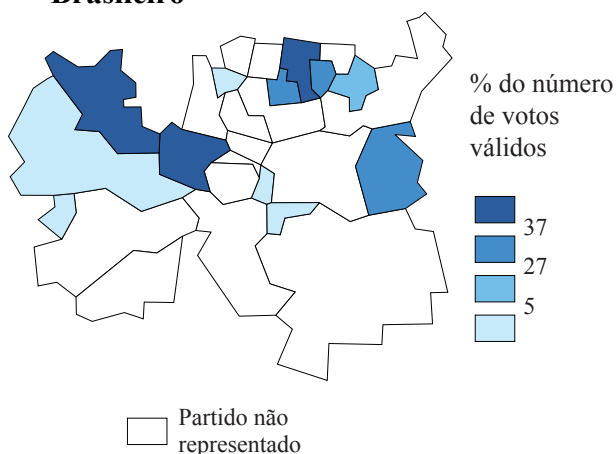 Brasileiro
% do número
de votos
válidos
37
27
5
Partido não
representado